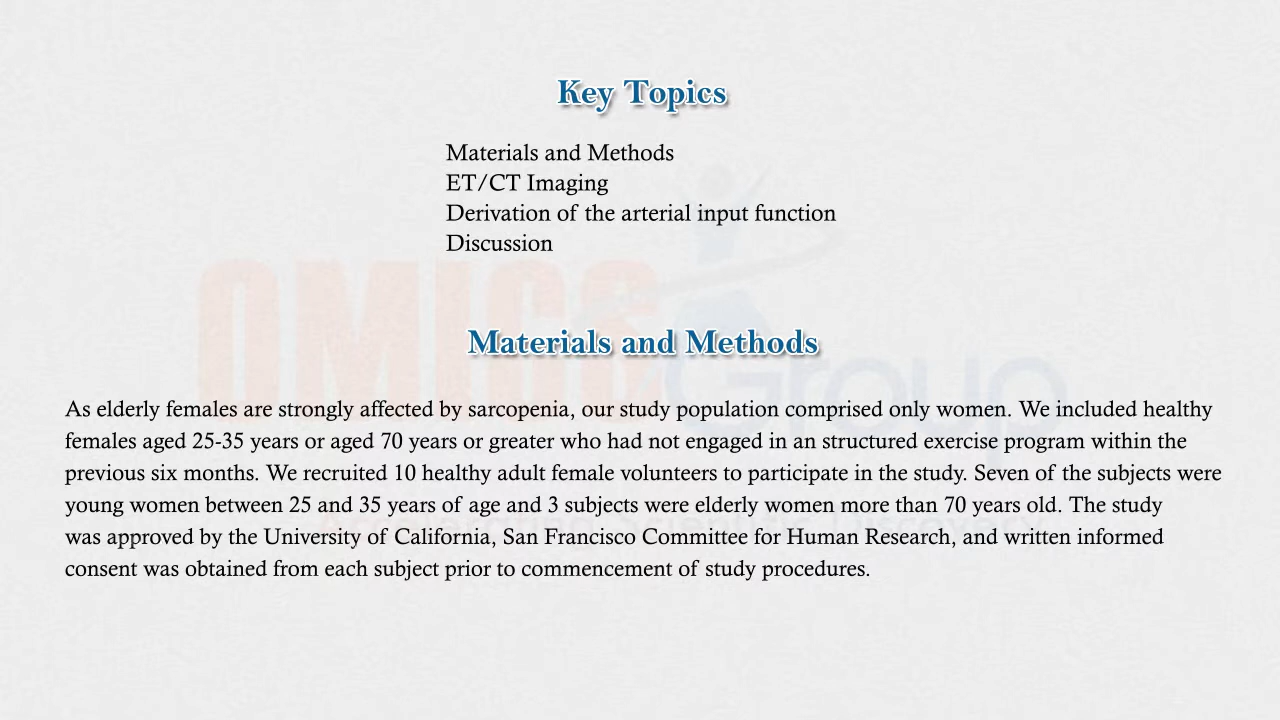 Key Topics
Materials and Methods
ET/CT Imaging
Derivation of the arterial input function
Discussion
OMICS Group
Materials and Methods
As elderly females are strongly affected by sarcopenia, our study population comprised only women. We included healthy
females aged 25-35 years or aged 70 years or greater who had not engaged in an structured exercise program within the
previous six months. We recruited 10 healthy adult female volunteers to participate in the study. Seven of the subjects were
young women between 25 and 35 years of age and 3 subjects were elderly women more than 70 years old. The study
Accelerating Scientific Discovery
was approved by the University of California, San Francisco Committee for Human Research, and written informed
consent was obtained from each subject prior to commencement of study procedures.